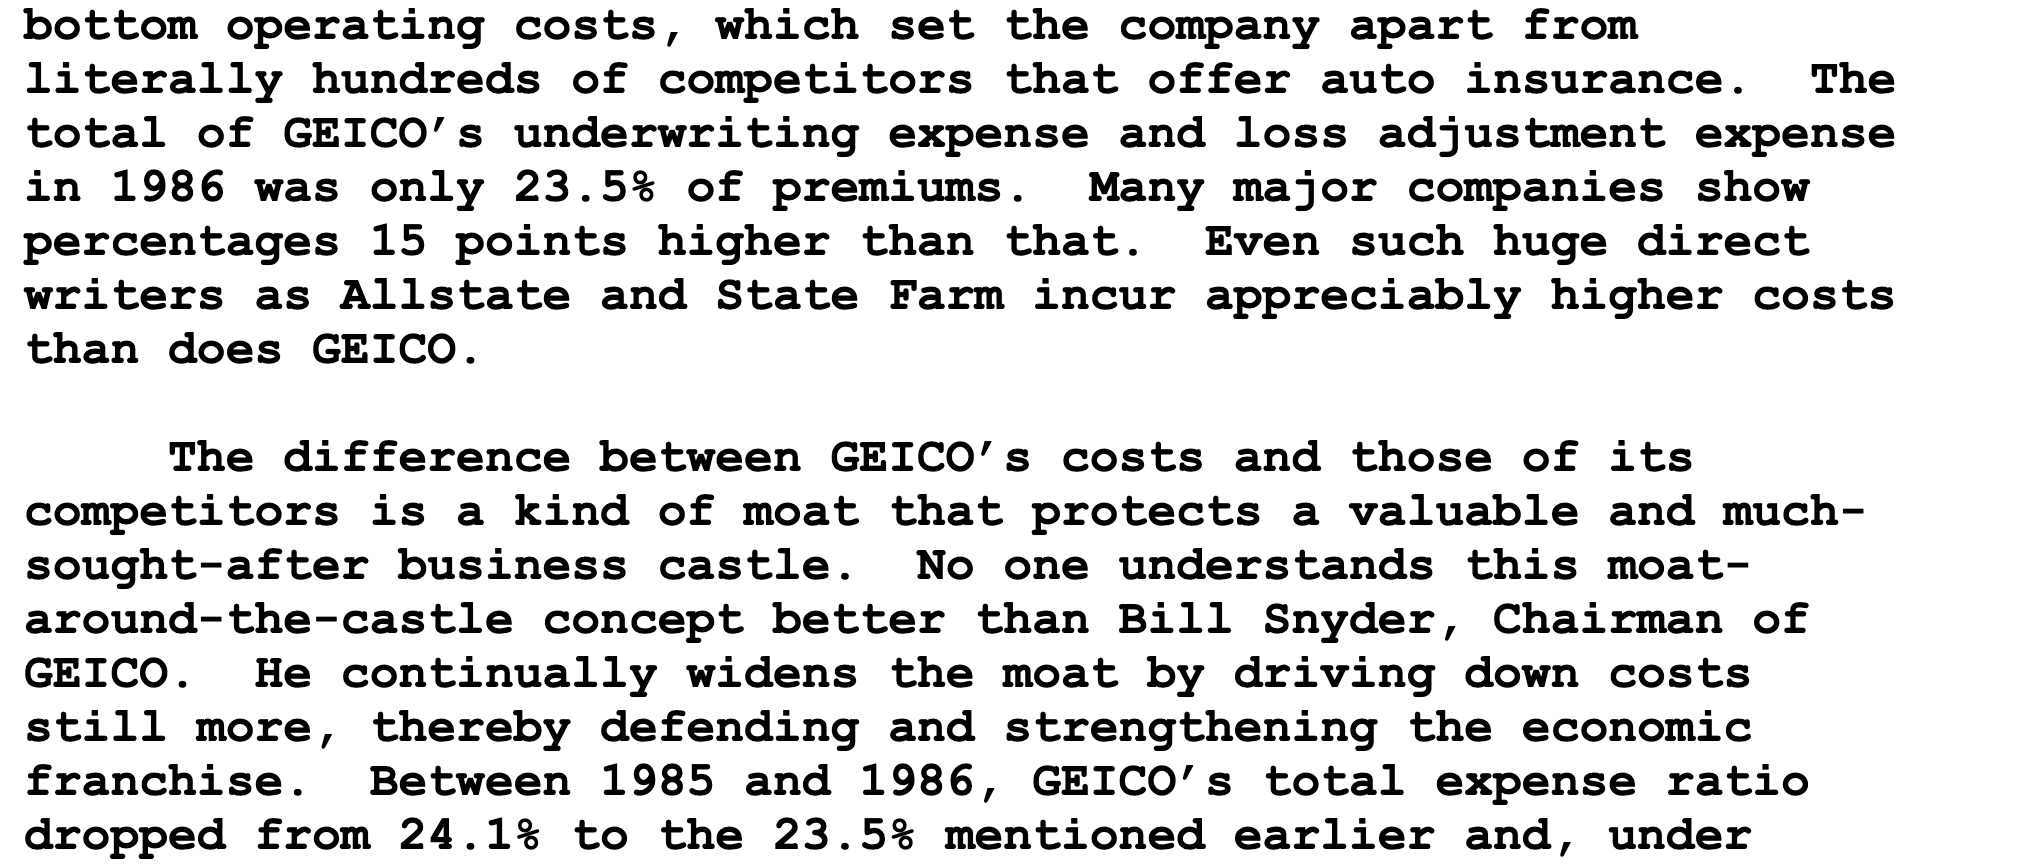 bottom operating costs, which set the company apart from
literally hundreds of competitors that offer auto insurance.  The
total of GEICO's underwriting expense and loss adjustment expense
in 1986 was only 23.5% of premiums.  Many major companies show
percentages 15 points higher than that.  Even such huge direct
writers as Allstate and State Farm incur appreciably higher costs
than does GEICO.

     The difference between GEICO's costs and those of its
competitors is a kind of moat that protects a valuable and much-
sought-after business castle.  No one understands this moat-
around-the-castle concept better than Bill Snyder, Chairman of
GEICO.  He continually widens the moat by driving down costs
still more, thereby defending and strengthening the economic
franchise.  Between 1985 and 1986, GEICO's total expense ratio
dropped from 24.1% to the 23.5% mentioned earlier and, under